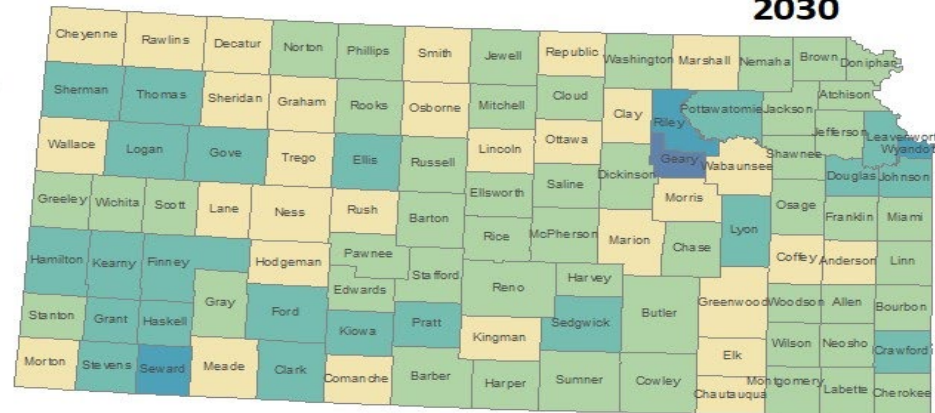 2030
Cheyenne Rawlins Decatur Norton Phillips Smith Jewell Republic Washington Marshall Nemaha Brown Doniphan
Sherman Thomas Sheridan Graham Rooks Osborne Mitchell Cloud Clay Riley Pottawatomie Jackson Atchison
Jefferson Leavenwort
Wyandot
Wallace Logan Gove Trego Ellis Russell Lincoln Ottawa Geary Wabaunsee Shawnee
Dickinson Douglas Johnson
Greeley Wichita Scott Lane Ness Rush Barton Ellsworth Saline Morris Osage Franklin Miami
Rice McPherson Marion Chase Lyon
Hamilton Kearny Finney Hodgeman Pawnee Stafford Coffey Anderson Linn
Edwards Reno Harvey
Stanton Grant Haskell Gray Ford Kiowa Pratt Sedgwick Butler Greenwood Woodson Allen Bourbon
Kingman Wilson Neosho Crawford
Morton Stevens Seward Meade Clark Comanche Barber Harper Sumner Cowley Elk
Chautauqua Montgomery Labette Cherokee